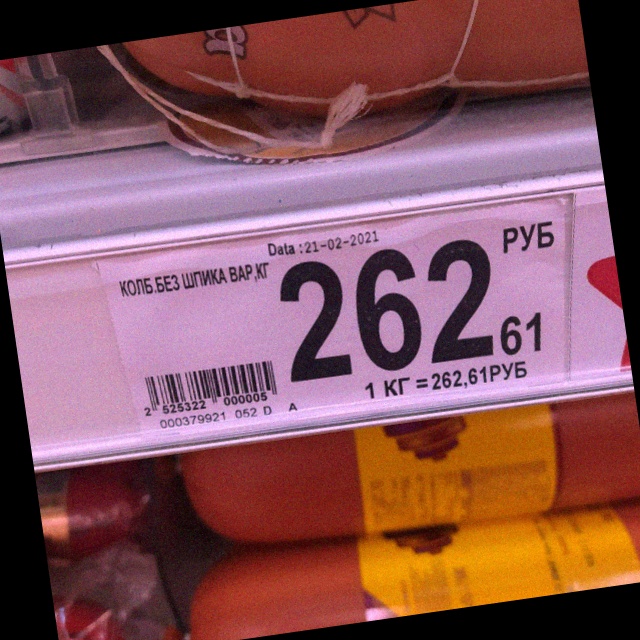 Data :21-02-2021
КОЛБ.БЕЗ ШПИКА ВАР,КГ
262 61 РУБ
1 КГ =262,61РУБ
2 525322 000005
000379921 052 D A